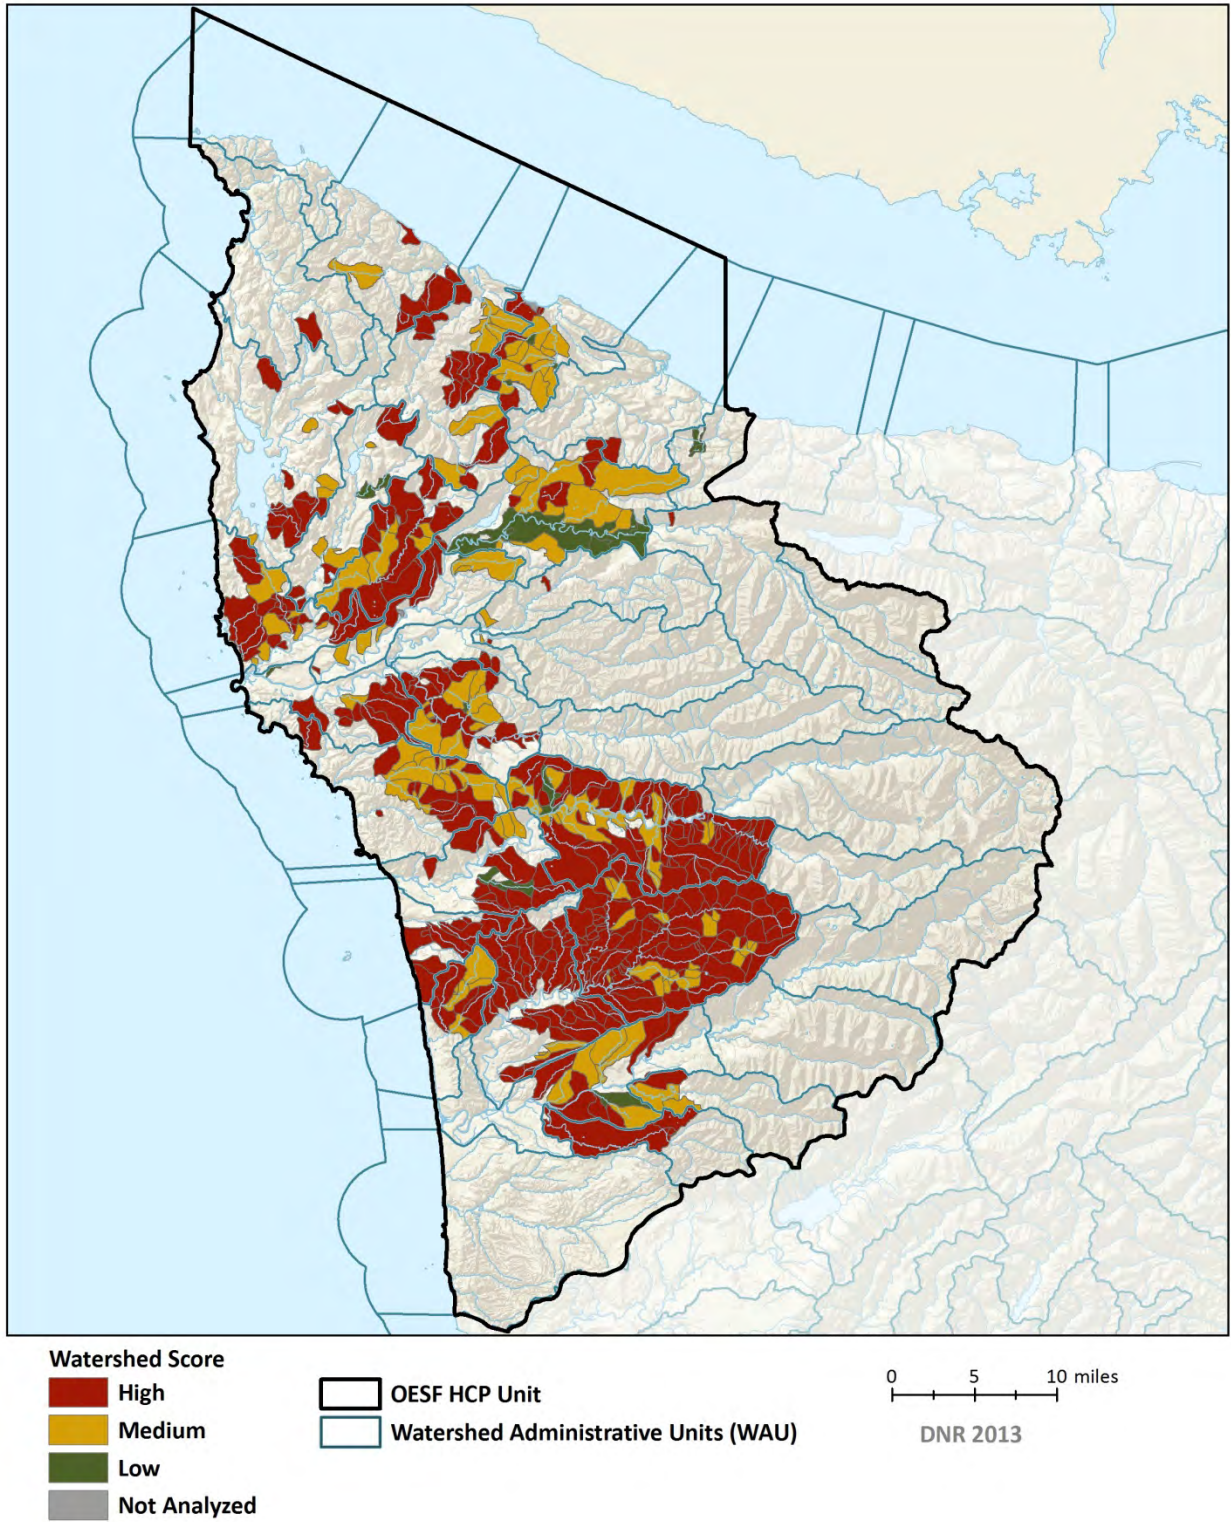 Watershed Score
High
Medium
Low
Not Analyzed
OESF HCP Unit
Watershed Administrative Units (WAU)
0 5 10 miles
DNR 2013